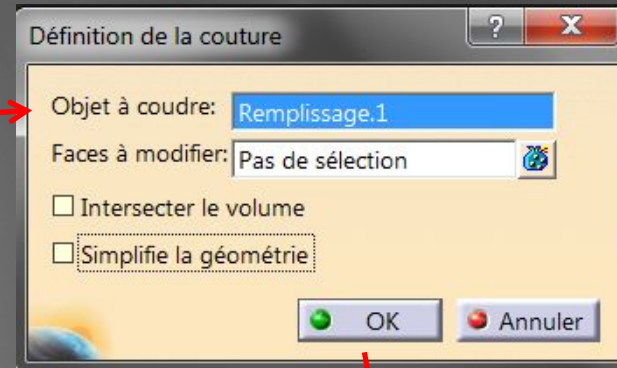 Définition de la couture
? X
Objet à coudre: Remplissage.1
Faces à modifier: Pas de sélection
Intersecter le volume
Simplifie la géométrie
OK Annuler